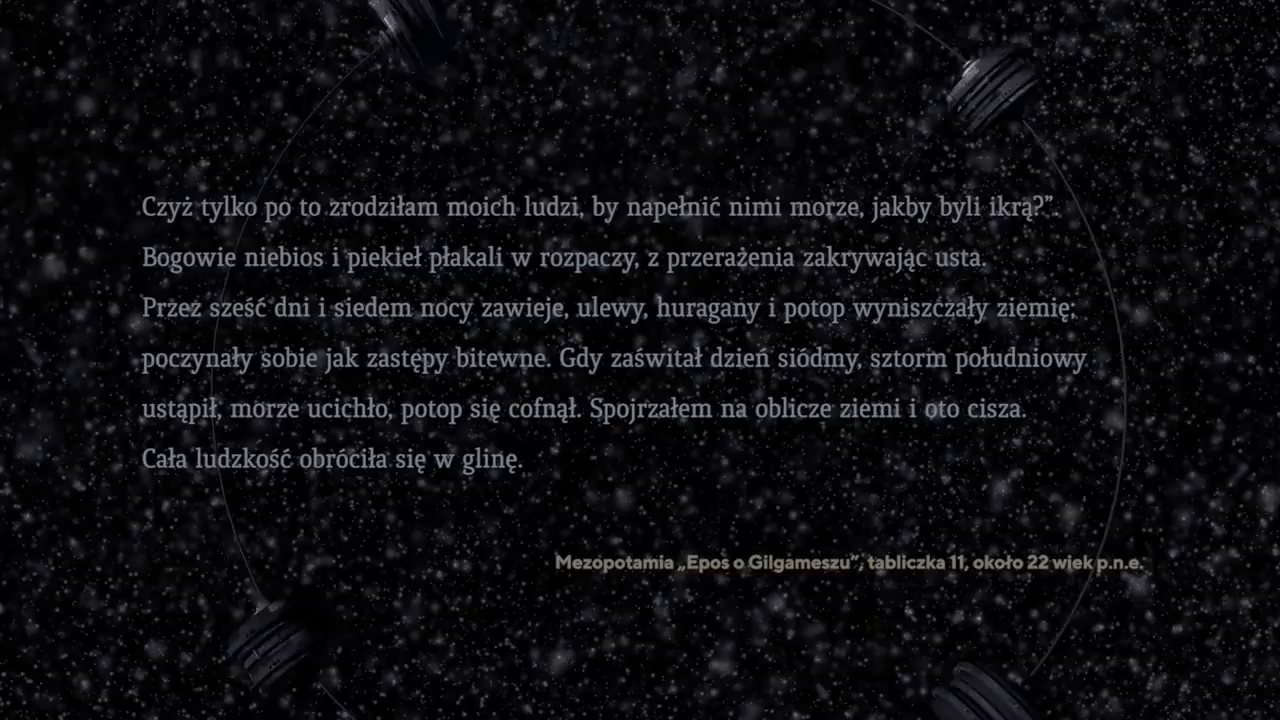 Czyż tylko po to zrodziłam moich ludzi, by napełnić nimi morze, jakby byli ikrą?”.
Bogowie niebios i piekieł płakali w rozpaczy, z przerażenia zakrywając usta.
Przez sześć dni i siedem nocy zawieje, ulewy, huragany i potop wyniszczały ziemię;
poczynały sobie jak zastępy bitewne. Gdy zaświtał dzień siódmy, sztorm południowy
ustąpił, morze ucichło, potop się cofnął. Spojrzałem na oblicze ziemi i oto cisza.
Cała ludzkość obróciła się w glinę.
Mezopotamia „Epos o Gilgameszu”, tabliczka 11, około 22 wiek p.n.e.